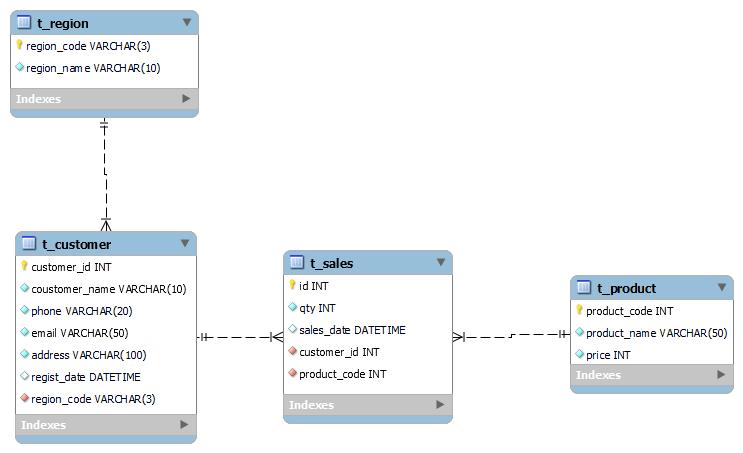 t_region
region_code VARCHAR(3)
region_name VARCHAR(10)
Indexes
t_customer
customer_id INT
coustomer_name VARCHAR(10)
phone VARCHAR(20)
email VARCHAR(50)
address VARCHAR(100)
regist_date DATETIME
region_code VARCHAR(3)
Indexes
t_sales
id INT
qty INT
sales_date DATETIME
customer_id INT
product_code INT
Indexes
t_product
product_code INT
product_name VARCHAR(50)
price INT
Indexes